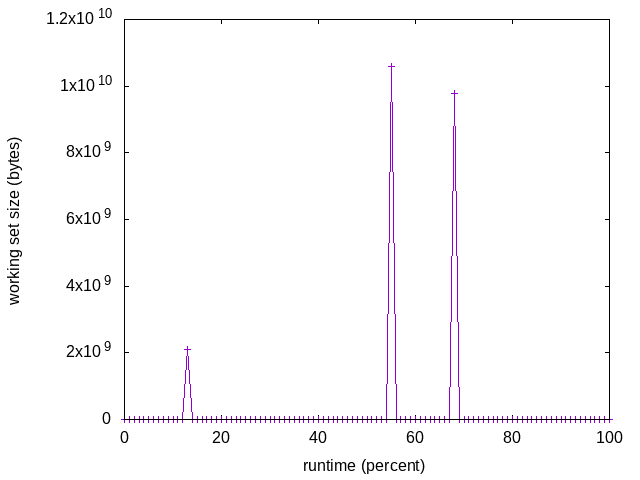 1.2x10^10
1x10^10
8x10^9
6x10^9
4x10^9
2x10^9
0
0 20 40 60 80 100
working set size (bytes)
runtime (percent)